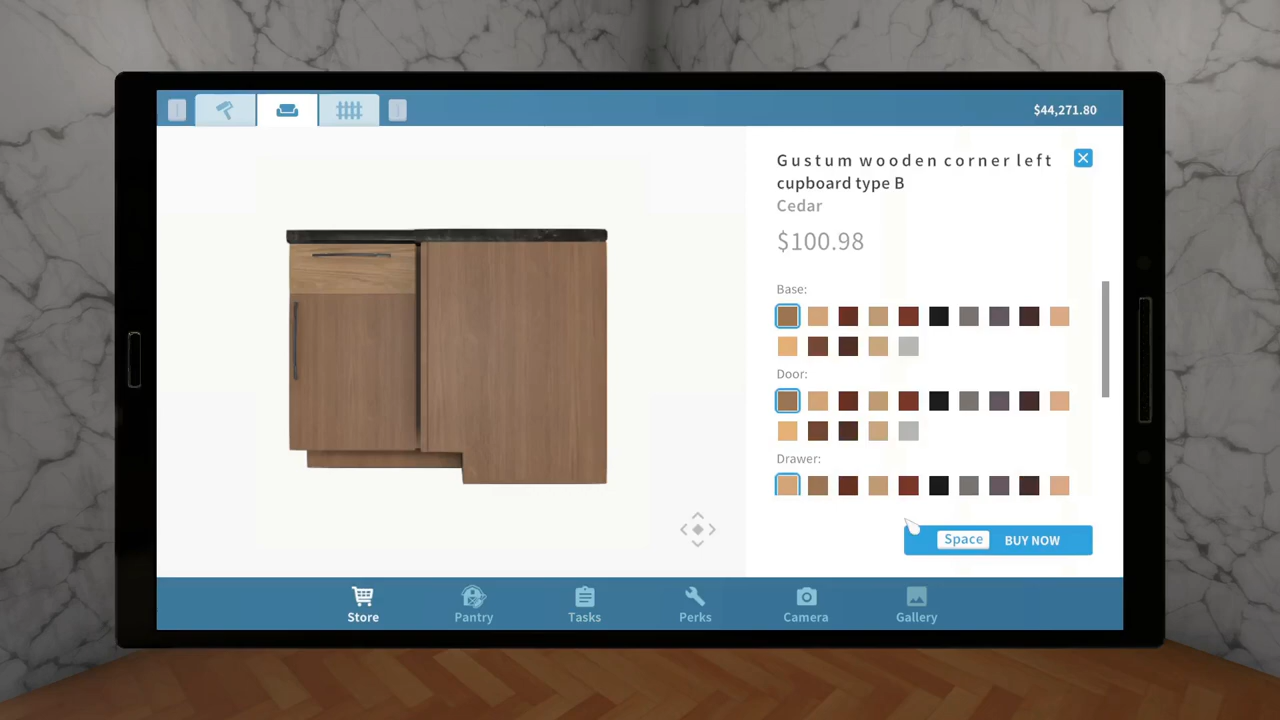 $44,271.80
Gustum wooden corner left
cupboard type B
Cedar
$100.98
Base:
Door:
Drawer:
Space BUY NOW
Store Pantry Tasks Perks Camera Gallery